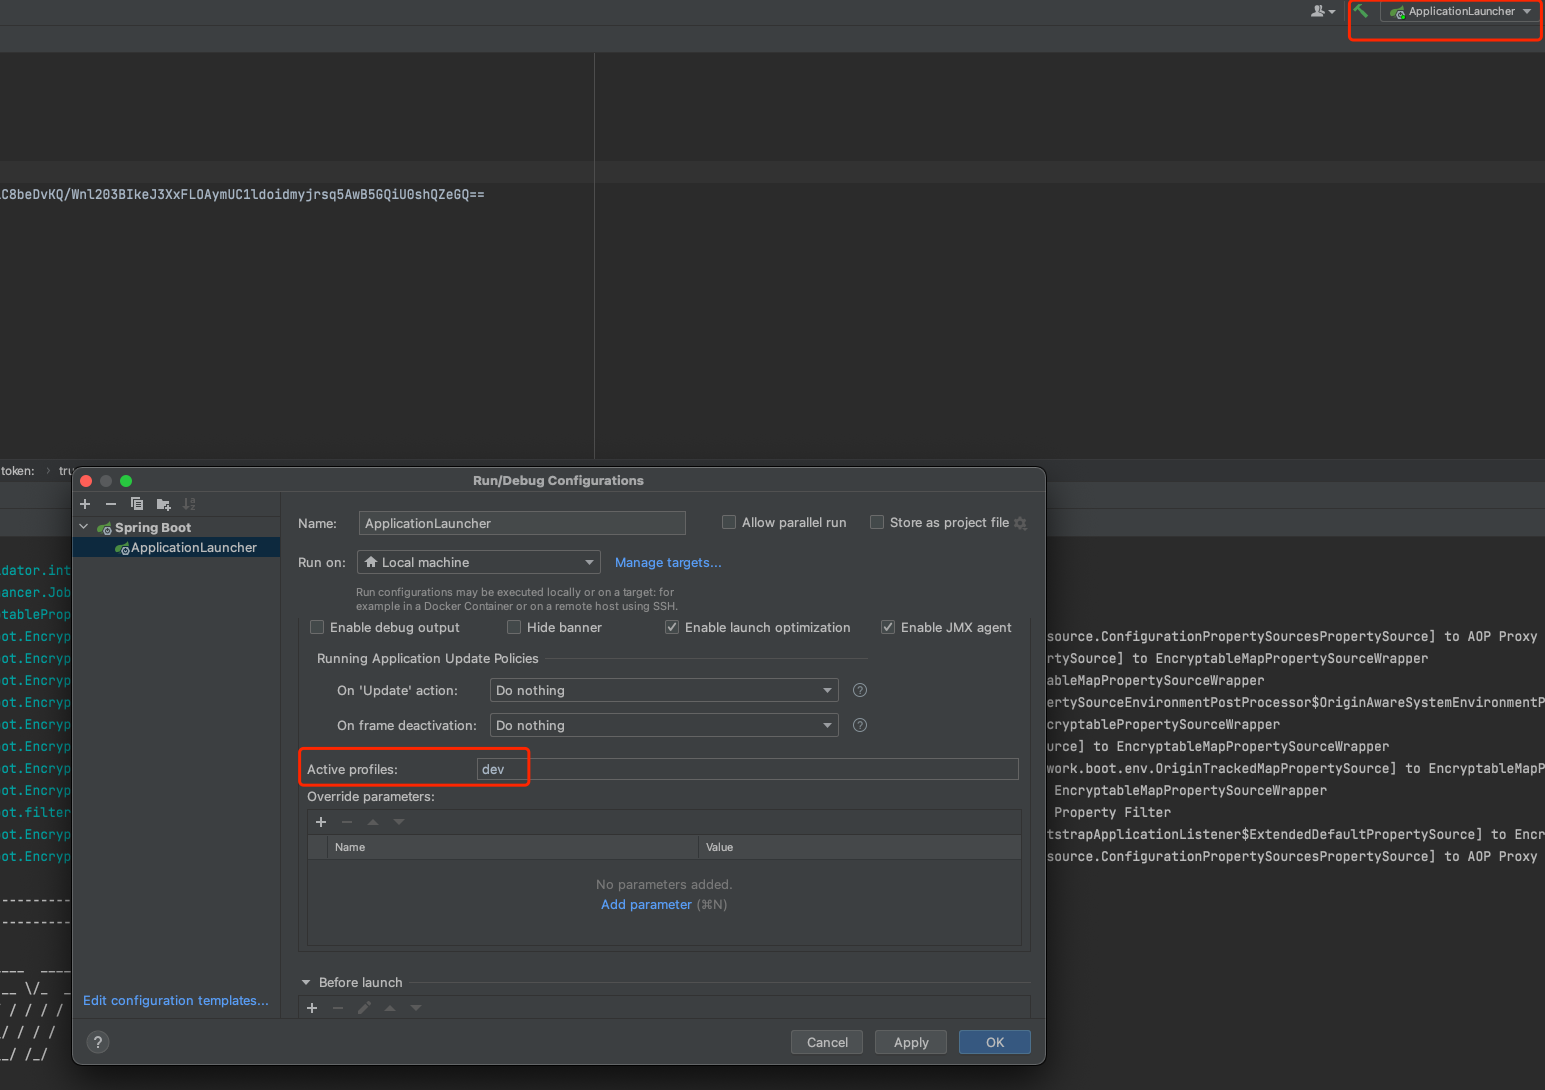 ApplicationLauncher
C8beDvKQ/Wnl203BIkeJ3XxFLOAymUC1ldoidmyjrsq5AwB5GQiU0shQZeGQ==
token: › tru
Run/Debug Configurations
Spring Boot
ApplicationLauncher
Name: ApplicationLauncher
Allow parallel run
Store as project file
Run on: Local machine
Manage targets...
Run configurations may be executed locally or on a target: for
example in a Docker Container or on a remote host using SSH.
Enable debug output
Hide banner
Enable launch optimization
Enable JMX agent
Running Application Update Policies
On 'Update' action: Do nothing
On frame deactivation: Do nothing
Active profiles: dev
Override parameters:
Name Value
No parameters added.
Add parameter (⌘N)
Before launch
Edit configuration templates...
?
Cancel
Apply
OK
dator.int
ancer.Job
tableProp
ot.Encryp
ot.Encryp
ot.Encryp
ot.Encryp
ot.Encryp
ot.Encryp
ot.Encryp
ot.Encryp
ot.filter
ot.Encryp
ot.Encryp
source.ConfigurationPropertySourcesPropertySource] to AOP Proxy
rtySource] to EncryptableMapPropertySourceWrapper
ableMapPropertySourceWrapper
ertySourceEnvironmentPostProcessor$OriginAwareSystemEnvironmentP
cryptablePropertySourceWrapper
urce] to EncryptableMapPropertySourceWrapper
work.boot.env.OriginTrackedMapPropertySource] to EncryptableMapP
EncryptableMapPropertySourceWrapper
Property Filter
tstrapApplicationListener$ExtendedDefaultPropertySource] to Encr
source.ConfigurationPropertySourcesPropertySource] to AOP Proxy